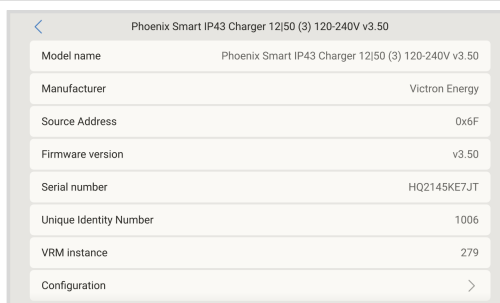 Phoenix Smart IP43 Charger 12|50 (3) 120-240V v3.50
Model name Phoenix Smart IP43 Charger 12|50 (3) 120-240V v3.50
Manufacturer Victron Energy
Source Address 0x6F
Firmware version v3.50
Serial number HQ2145KE7JT
Unique Identity Number 1006
VRM instance 279
Configuration